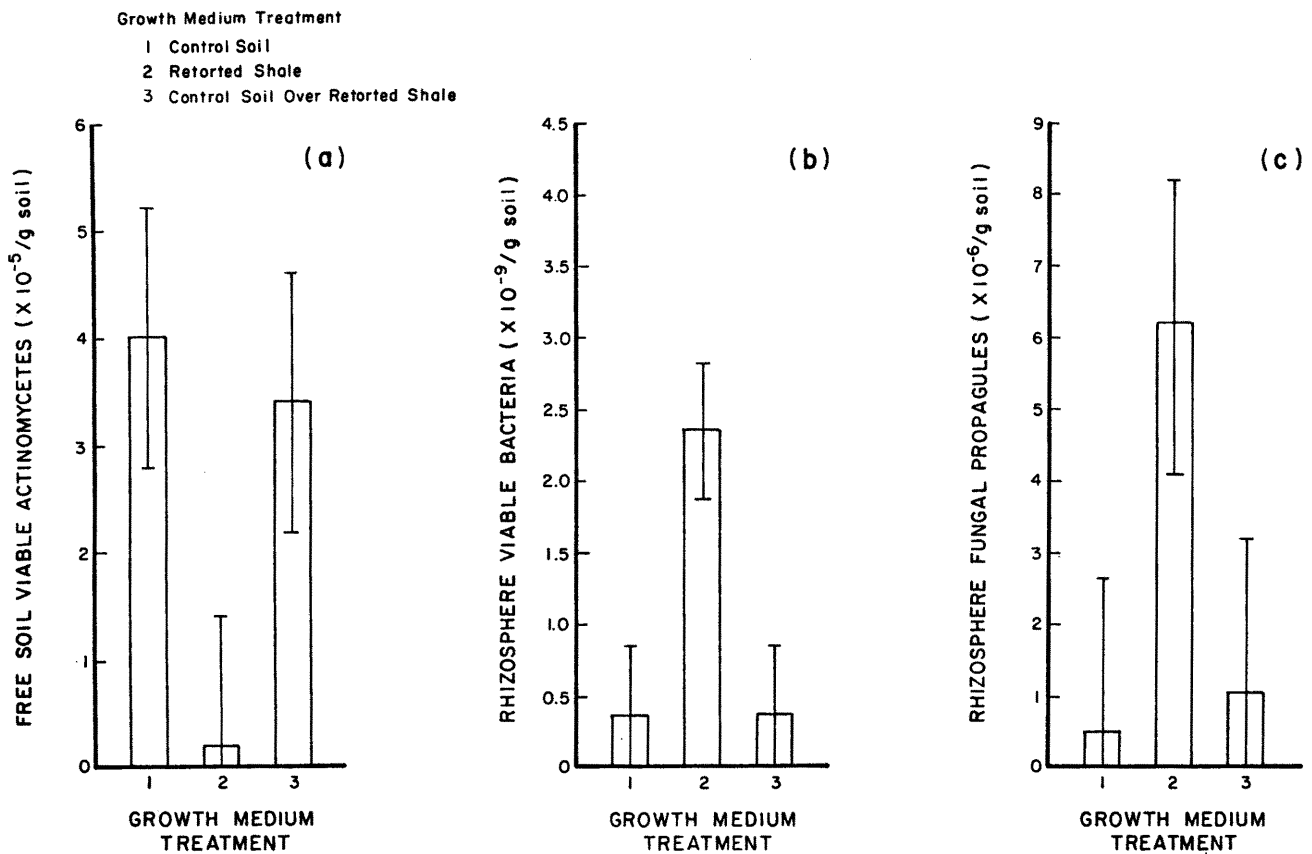 Growth Medium Treatment
1 Control Soil
2 Retorted Shale
3 Control Soil Over Retorted Shale
(a)
FREE SOIL VIABLE ACTINOMYCETES (X 10⁻⁵/g soil)
6
5
4
3
2
1
0
1 2 3
GROWTH MEDIUM
TREATMENT
(b)
RHIZOSPHERE VIABLE BACTERIA (X 10⁻⁹/g soil)
4.5
4.0
3.5
3.0
2.5
2.0
1.5
1.0
0.5
0
1 2 3
GROWTH MEDIUM
TREATMENT
(c)
RHIZOSPHERE FUNGAL PROPAGULES (X 10⁻⁶/g soil)
9
8
7
6
5
4
3
2
1
0
1 2 3
GROWTH MEDIUM
TREATMENT